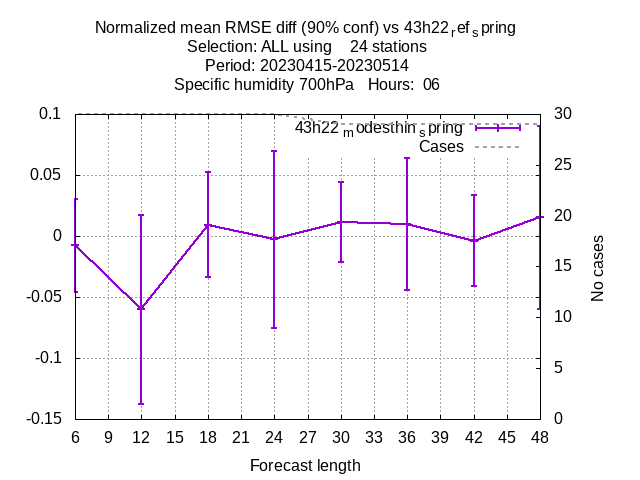 Normalized mean RMSE diff (90% conf) vs 43h22refspring
Selection: ALL using 24 stations
Period: 20230415-20230514
Specific humidity 700hPa Hours: 06
0.1
0.05
0
-0.05
-0.1
-0.15
30
25
20
15
10
5
0
43h22modesthinspring
Cases
No cases
6 9 12 15 18 21 24 27 30 33 36 39 42 45 48
Forecast length